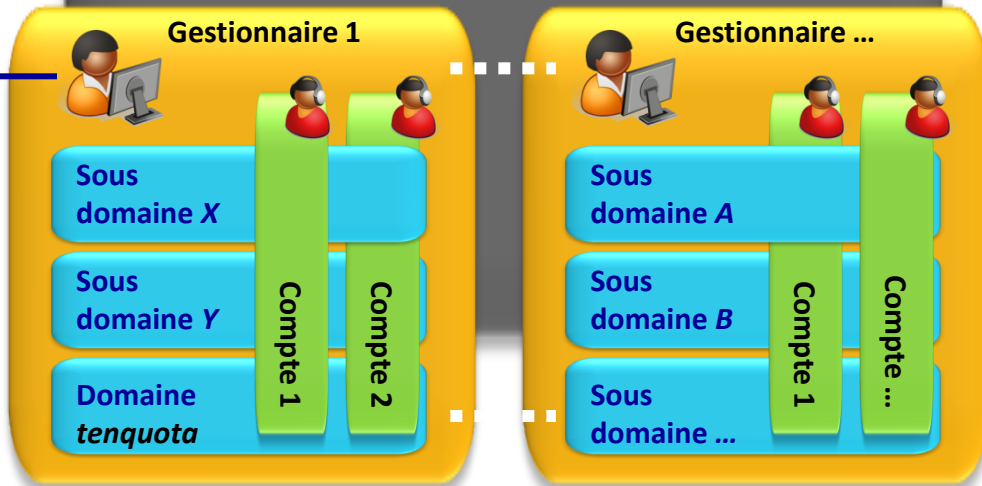 Gestionnaire 1
Sous
domaine X
Sous
domaine Y
Domaine
tenquota
Compte 1
Compte 2
Gestionnaire ...
Sous
domaine A
Sous
domaine B
Sous
domaine ...
Compte 1
Compte ...